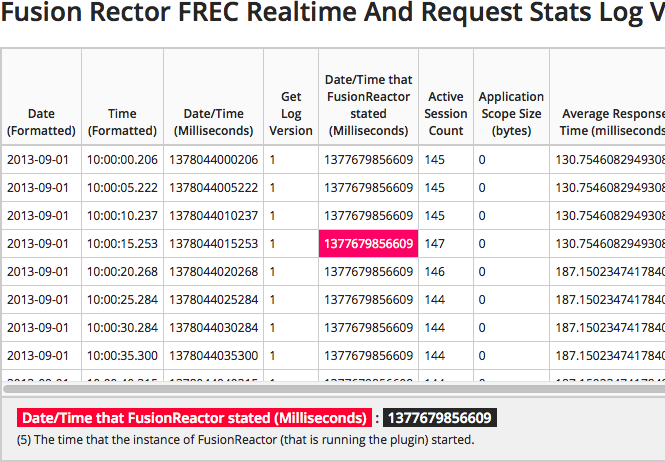 Fusion Rector FREC Realtime And Request Stats Log V
Date (Formatted) Time (Formatted) Date/Time (Milliseconds) Get Log Version Date/Time that FusionReactor stated (Milliseconds) Active Session Count Application Scope Size (bytes) Average Response Time (milliseconds
2013-09-01 10:00:00.206 1378044000206 1 1377679856609 145 0 130.7546082949308
2013-09-01 10:00:05.222 1378044005222 1 1377679856609 145 0 130.7546082949308
2013-09-01 10:00:10.237 1378044010237 1 1377679856609 145 0 130.7546082949308
2013-09-01 10:00:15.253 1378044015253 1 1377679856609 147 0 130.7546082949308
2013-09-01 10:00:20.268 1378044020268 1 1377679856609 146 0 187.1502347417840
2013-09-01 10:00:25.284 1378044025284 1 1377679856609 144 0 187.1502347417840
2013-09-01 10:00:30.284 1378044030284 1 1377679856609 144 0 187.1502347417840
2013-09-01 10:00:35.300 1378044035300 1 1377679856609 144 0 187.1502347417840
Date/Time that FusionReactor stated (Milliseconds) : 1377679856609
(5) The time that the instance of FusionReactor (that is running the plugin) started.